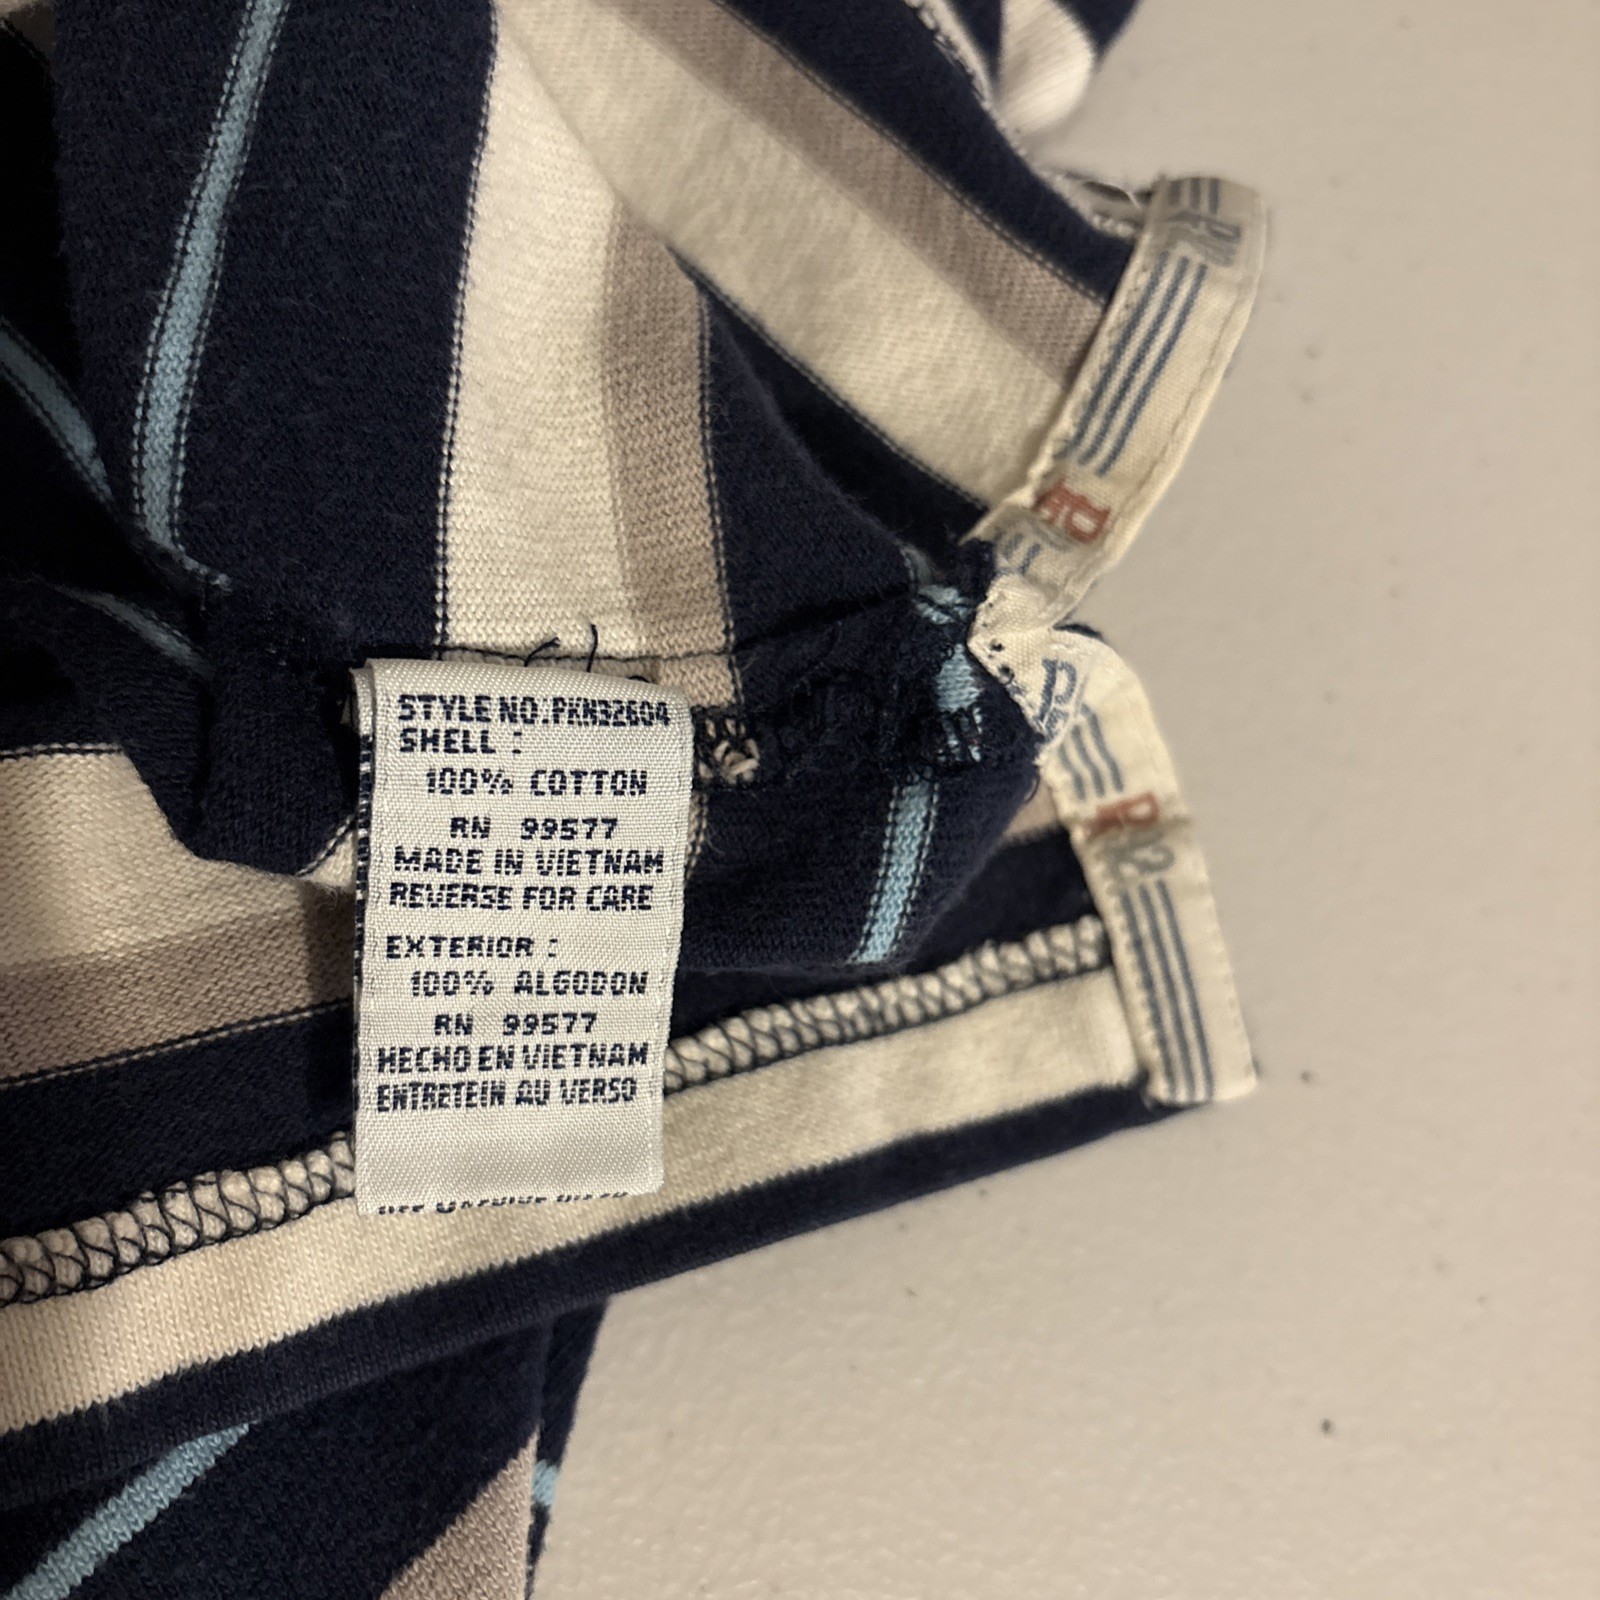 STYLE NO.:PKNS2604
SHELL :
100% COTTON
RN 99577
MADE IN VIETNAM
REVERSE FOR CARE
EXTERIOR :
100% ALGODON
RN 99577
HECHO EN VIETNAM
ENTRETEIN AU VERSO